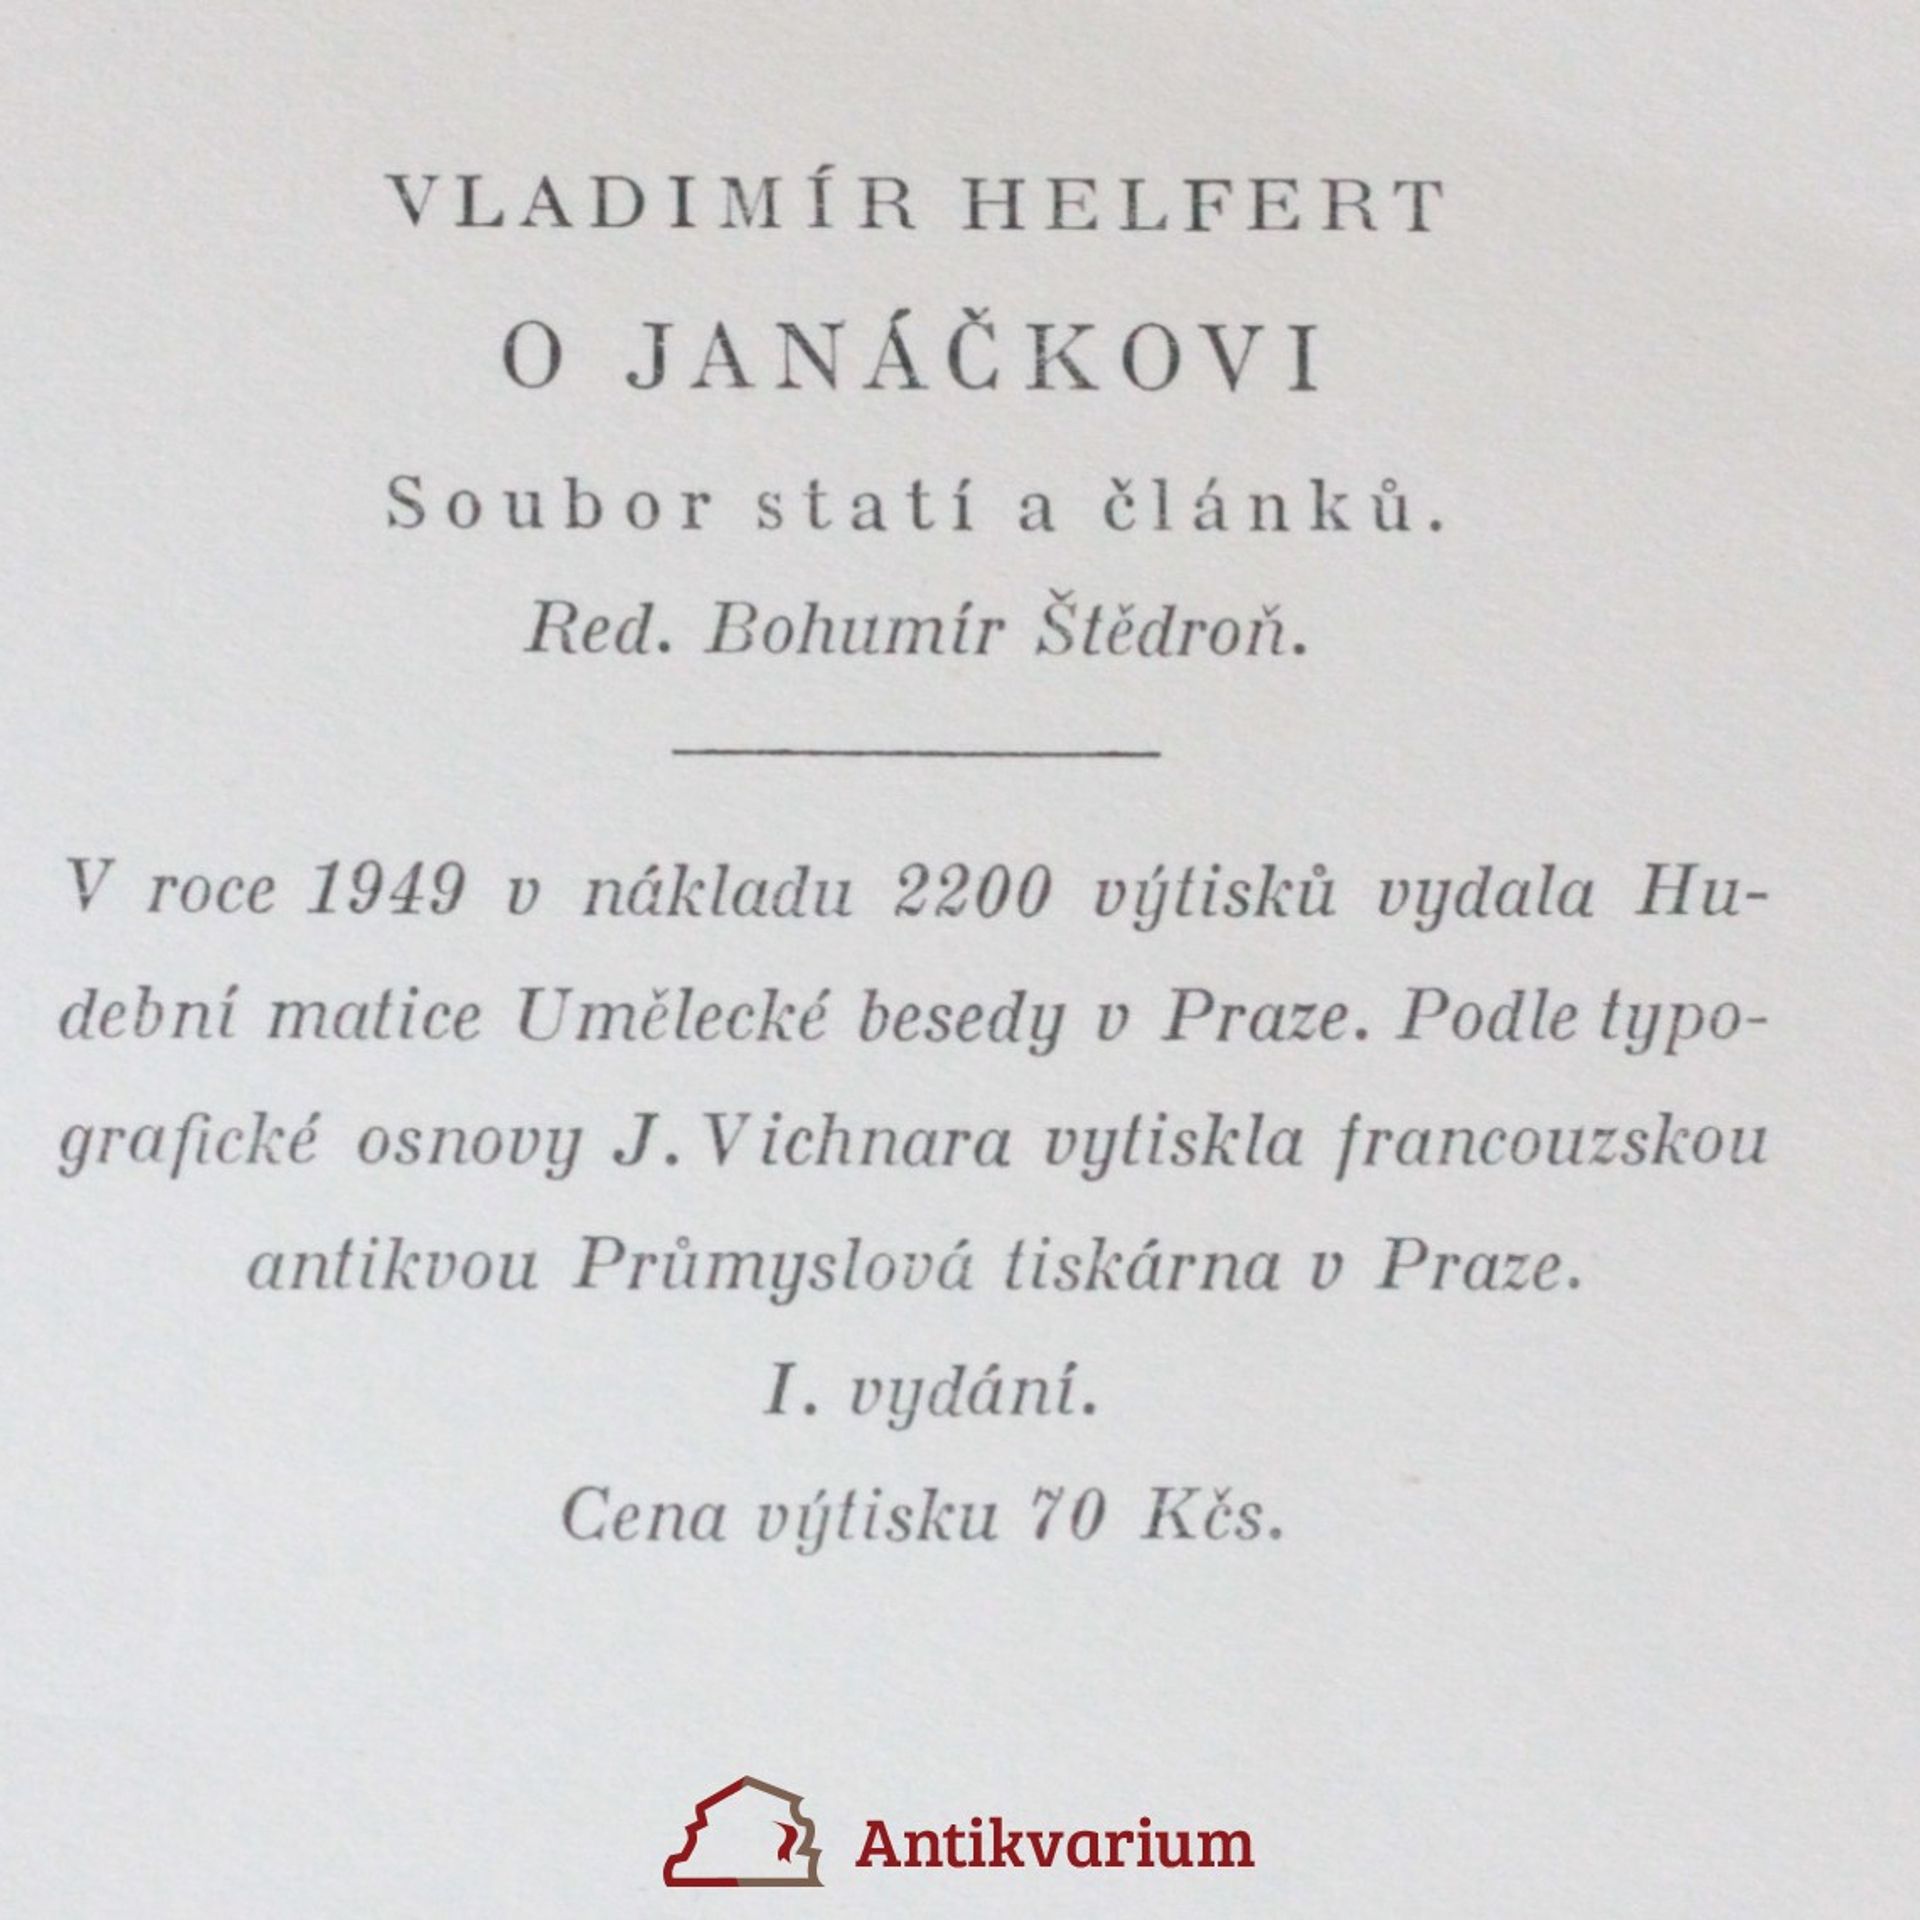 VLADIMÍR HELFERT
O JANÁČKOVI
Soubor statí a článků.
Red. Bohumír Štědroň.
V roce 1949 v nákladu 2200 výtisků vydala Hu-
dební matice Umělecké besedy v Praze. Podle typo-
grafické osnovy J. Vichnara vytiskla francouzskou
antikvou Průmyslová tiskárna v Praze.
I. vydání.
Cena výtisku 70 Kčs.
Antikvarium